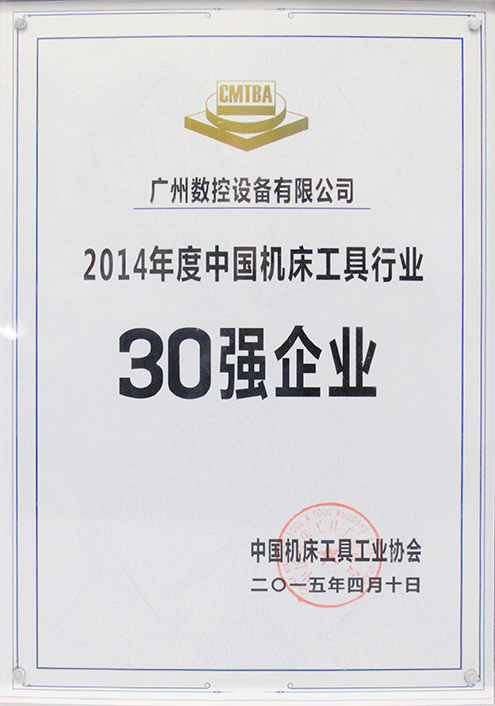 CMTBA
广州数控设备有限公司
2014年度中国机床工具行业
30强企业
中国机床工具工业协会
二〇一五年四月十日